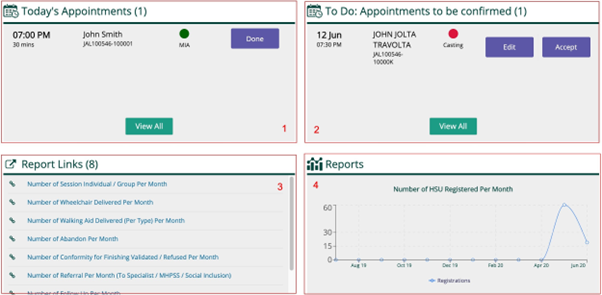 Today's Appointments (1)
07:00 PM
30 mins
John Smith
JAL100546-100001
MIA
Done
View All
1
To Do: Appointments to be confirmed (1)
12 Jun
07:30 PM
JOHN JOLTA
TRAVOLTA
JAL100546-
10000K
Casting
Edit
Accept
View All
2
Report Links (8)
3
Number of Session Individual / Group Per Month
Number of Wheelchair Delivered Per Month
Number of Walking Aid Delivered (Per Type) Per Month
Number of Abandon Per Month
Number of Conformity for Finishing Validated / Refused Per Month
Number of Referral Per Month (To Specialist / MHPSS / Social Inclusion)
Number of Follow Up Per Month
Reports
4
Number of HSU Registered Per Month
60
30
15
0
Aug 19
Oct 19
Dec 19
Feb 20
Apr 20
Jun 20
Registrations